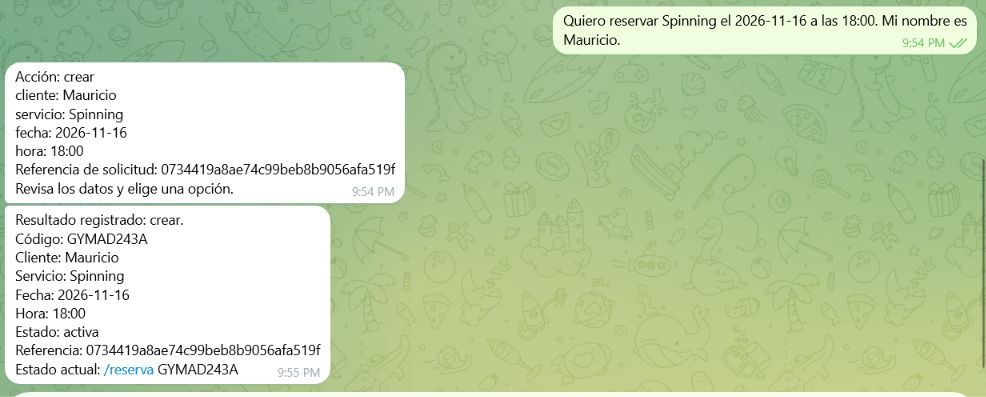 Quiero reservar Spinning el 2026-11-16 a las 18:00. Mi nombre es
Mauricio.
9:54 PM
Acción: crear
cliente: Mauricio
servicio: Spinning
fecha: 2026-11-16
hora: 18:00
Referencia de solicitud: 0734419a8ae74c99beb8b9056afa519f
Revisa los datos y elige una opción.
9:54 PM
Resultado registrado: crear.
Código: GYMAD243A
Cliente: Mauricio
Servicio: Spinning
Fecha: 2026-11-16
Hora: 18:00
Estado: activa
Referencia: 0734419a8ae74c99beb8b9056afa519f
Estado actual: /reserva GYMAD243A
9:55 PM